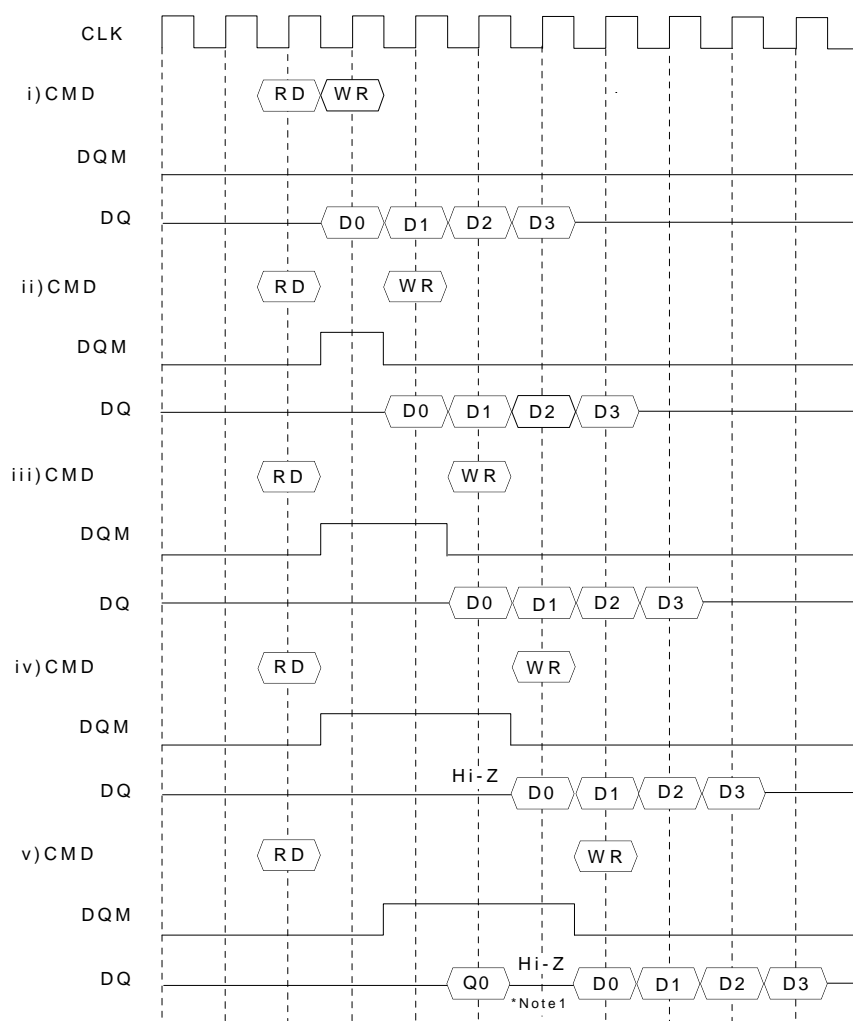 CLK
i)CMD RD WR
DQM
DQ D0 D1 D2 D3
ii)CMD RD WR
DQM
DQ D0 D1 D2 D3
iii)CMD RD WR
DQM
DQ D0 D1 D2 D3
iv)CMD RD WR
DQM
Hi-Z
DQ D0 D1 D2 D3
v)CMD RD WR
DQM
Hi-Z
DQ Q0 D0 D1 D2 D3
*Note1